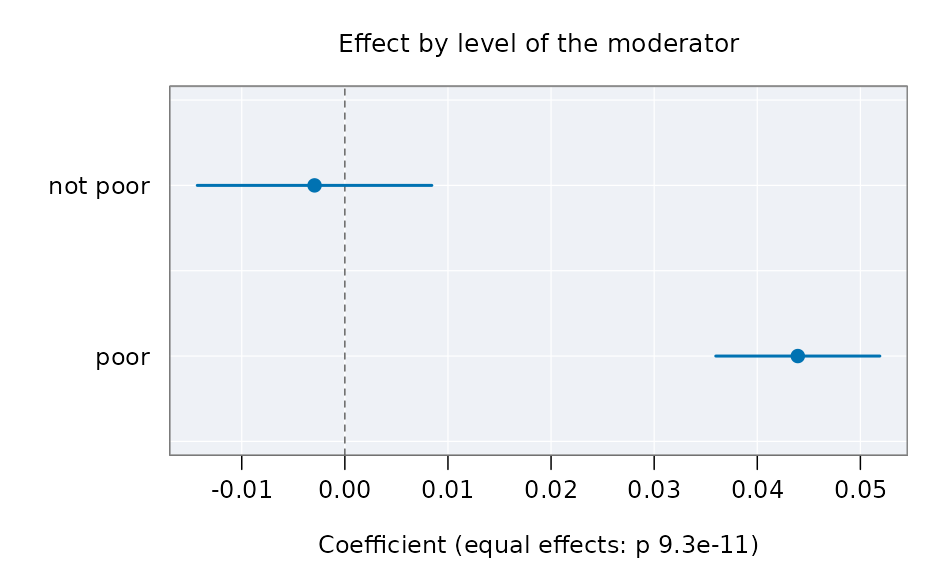 Effect by level of the moderator
not poor
poor
-0.01 0.00 0.01 0.02 0.03 0.04 0.05
Coefficient (equal effects: p 9.3e-11)